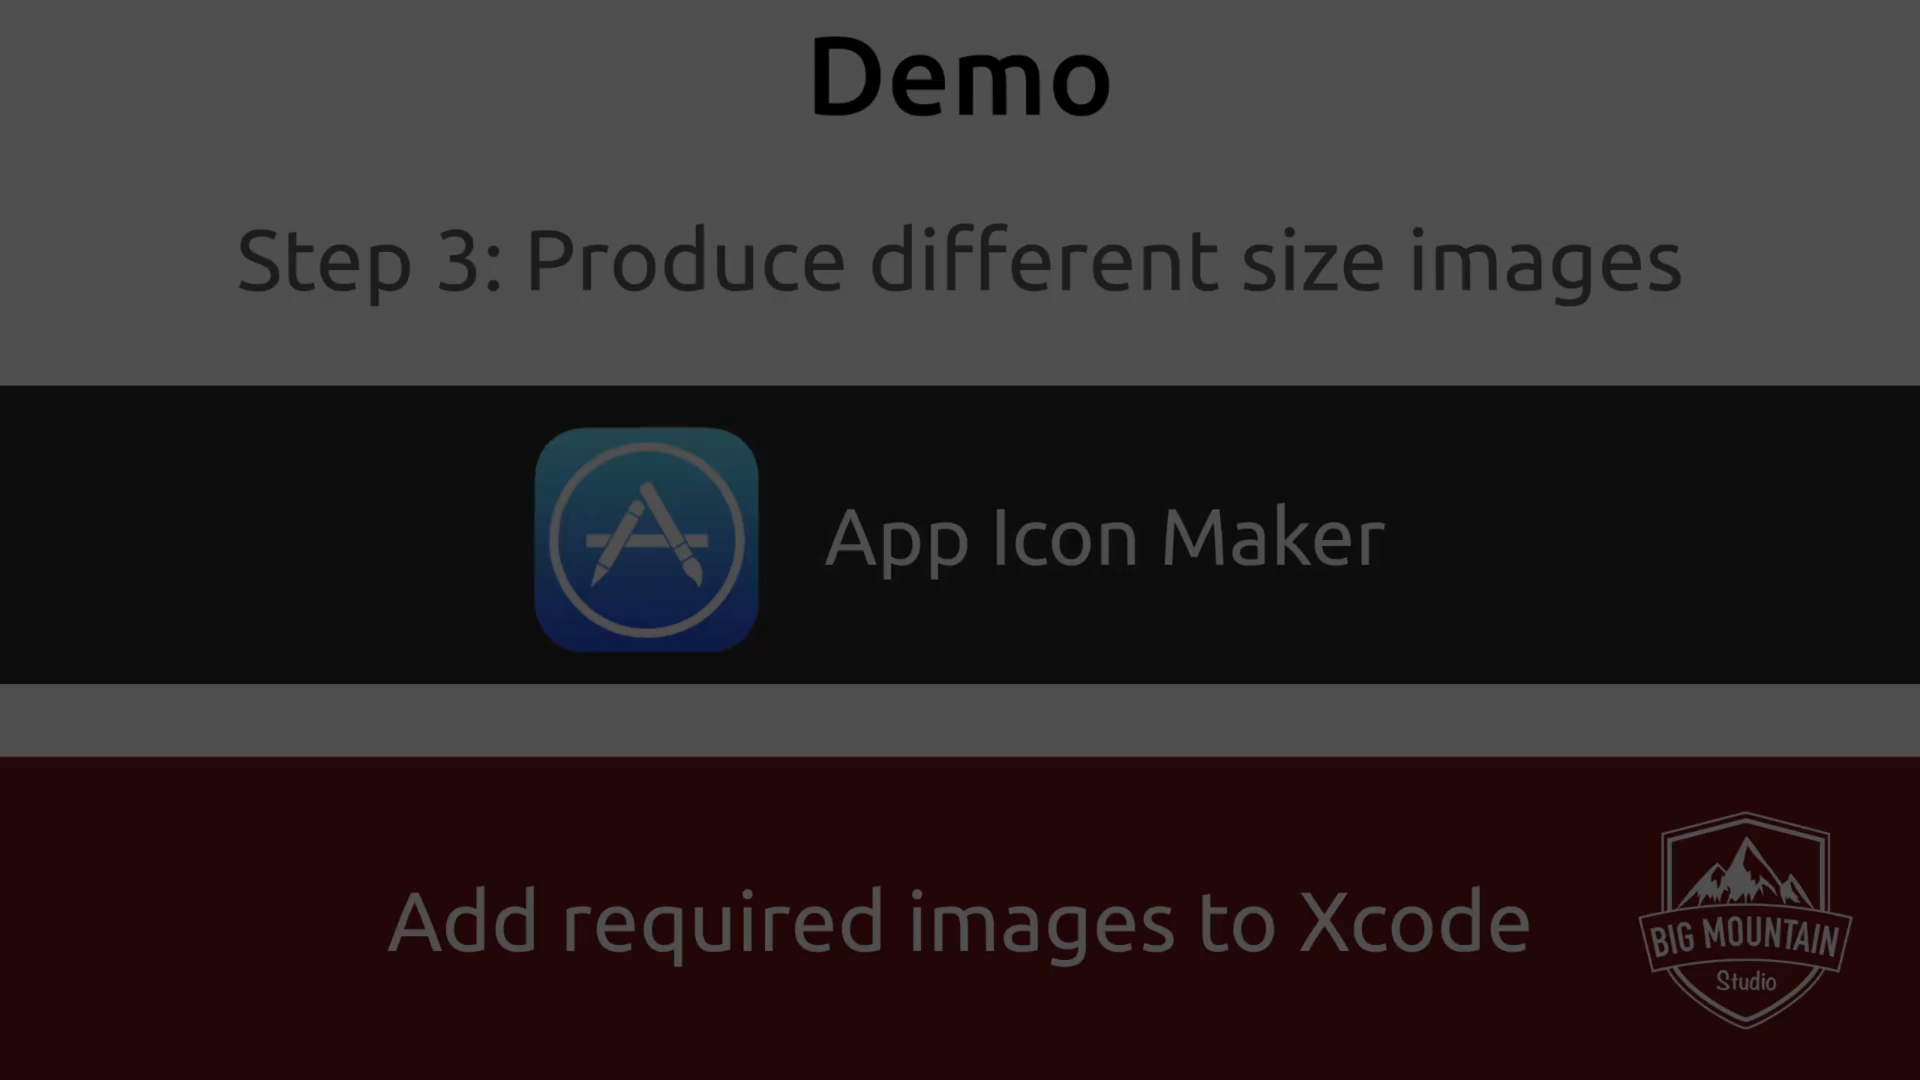 Demo
Step 3: Produce different size images
App Icon Maker
Add required images to Xcode
BIG MOUNTAIN
Studio